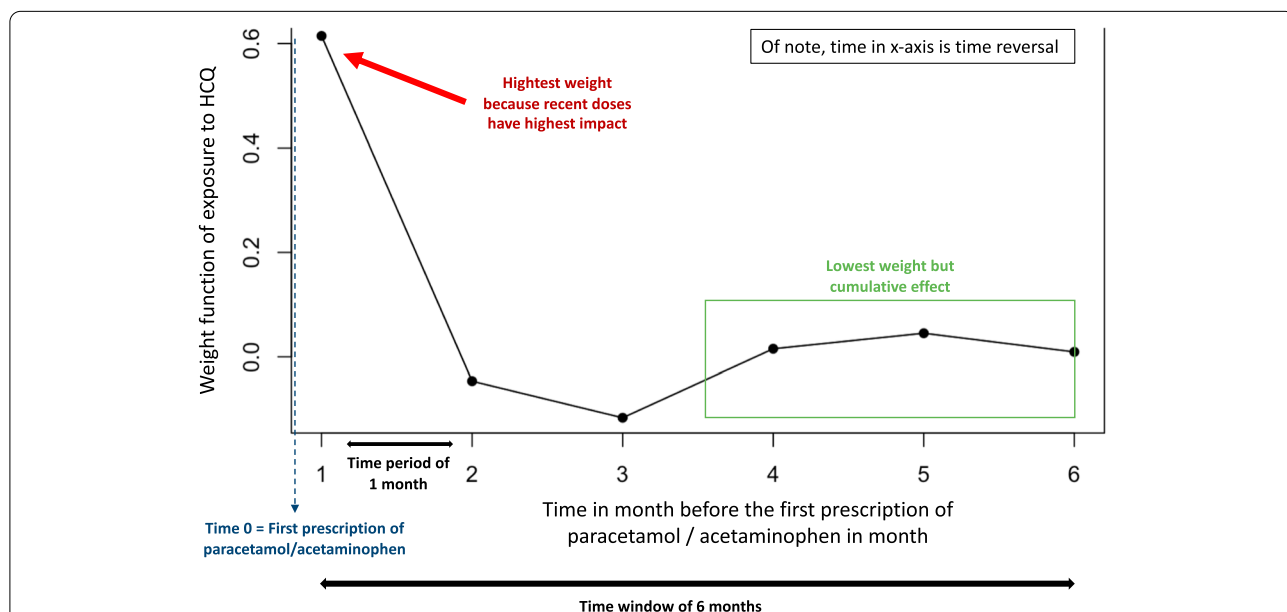 Weight function of exposure to HCQ
0.6
0.4
0.2
0.0
Of note, time in x-axis is time reversal
Hightest weight
because recent doses
have highest impact
Lowest weight but
cumulative effect
1
2
3
4
5
6
Time period of
1 month
Time in month before the first prescription of
paracetamol / acetaminophen in month
Time 0 = First prescription of
paracetamol/acetaminophen
Time window of 6 months